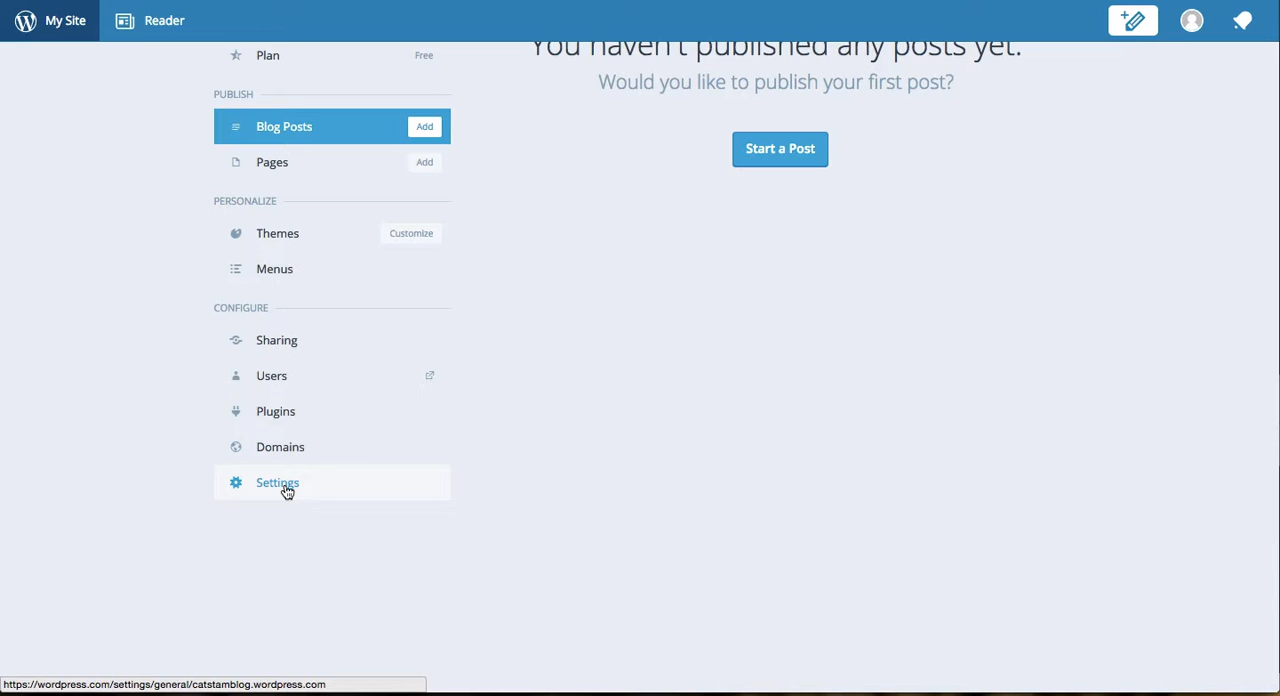 My Site
Reader
Plan
Free
You haven't published any posts yet.
Would you like to publish your first post?
Start a Post
PUBLISH
Blog Posts
Add
Pages
Add
PERSONALIZE
Themes
Customize
Menus
CONFIGURE
Sharing
Users
Plugins
Domains
Settings
https://wordpress.com/settings/general/catstamblog.wordpress.com